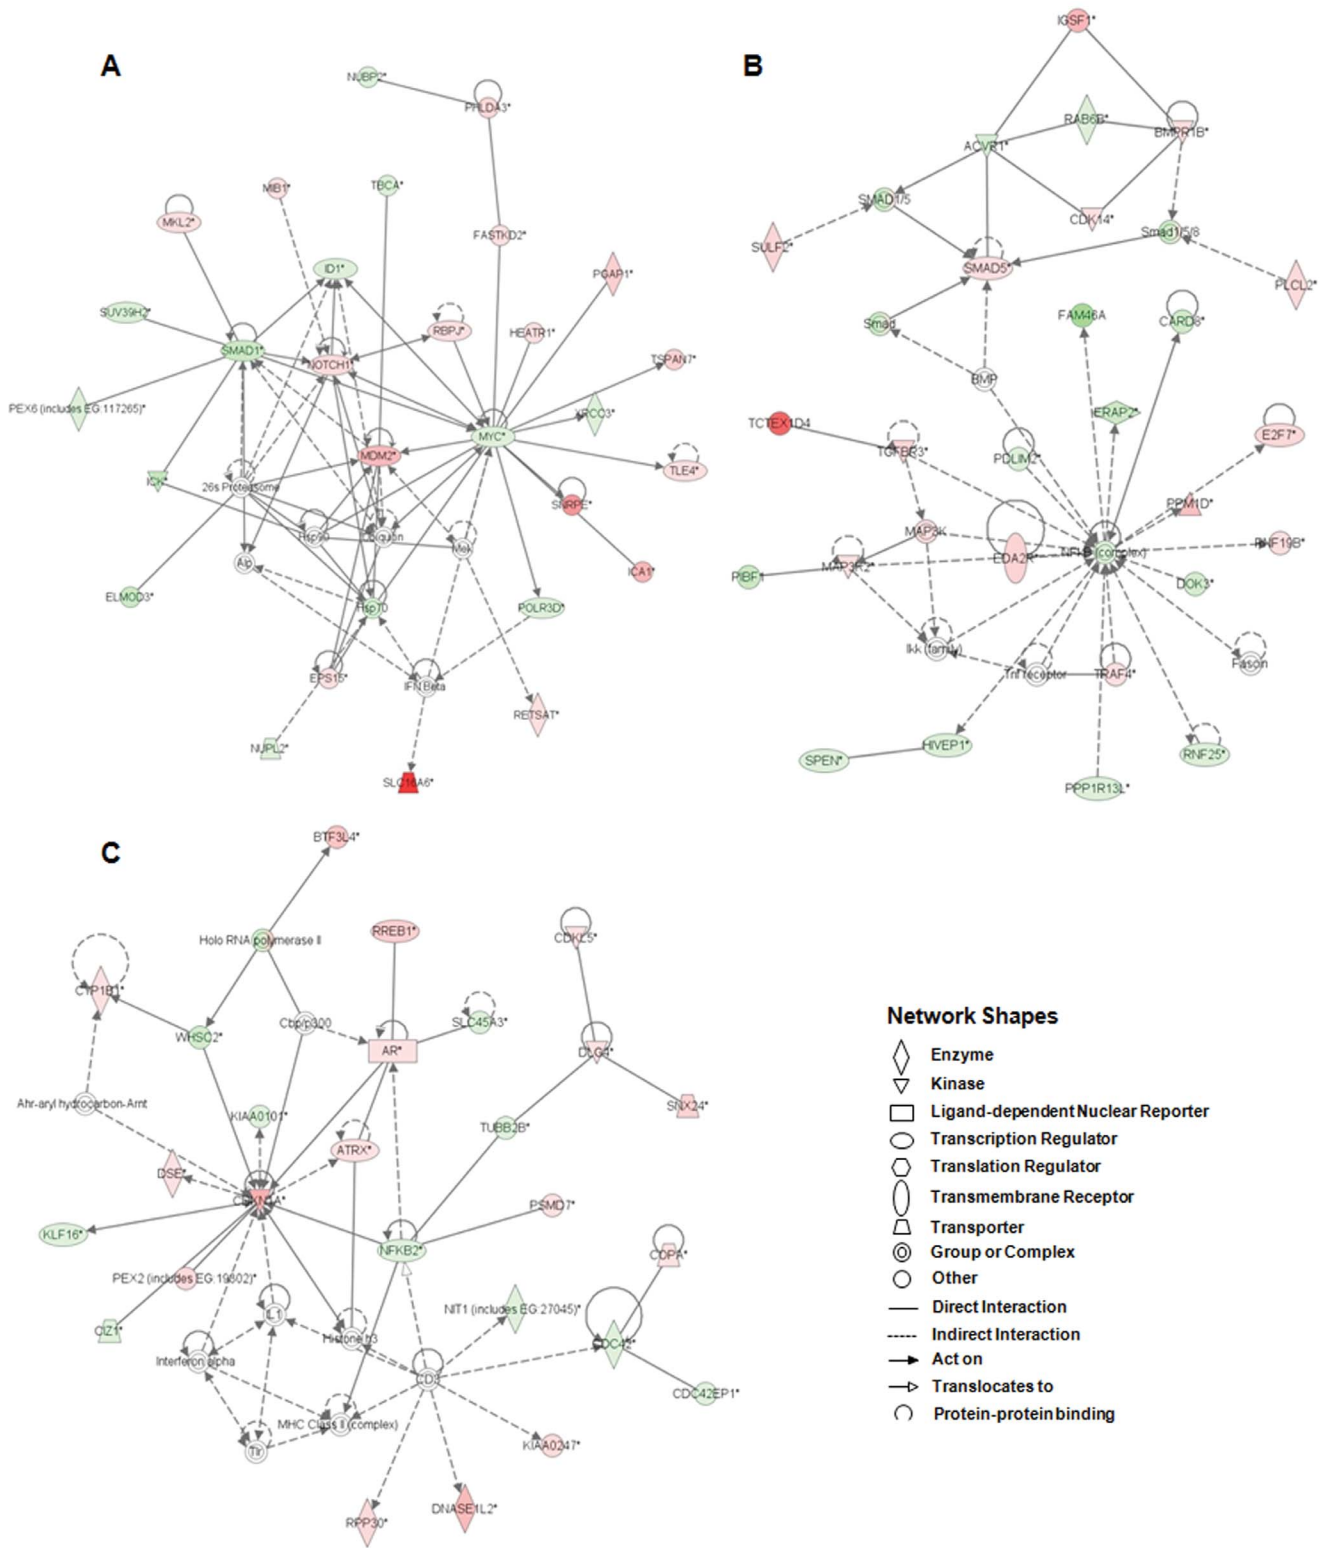 A
NUBP2*
PHLDA3*
MIB1*
TBCA*
MKL2*
FASTKD2*
ID1*
PGAP1*
SUV39H2*
RBPJ*
HEATR1*
SMAD1*
NOTCH1*
TSPAN7*
PEX6 (includes EG:117265)*
XRCC3*
MYC*
MDM2*
TLE4*
ICK*
26s Proteasome
SNRPE*
Hsp90
Ubiquitin
Mek
Alp
ICA1*
ELMOD3*
Hsp70
POLR3D*
EPS15*
IFN Beta
RETSAT*
NUPL2*
SLC16A6*
B
IGSF1*
RAB6B*
BMPR1B*
ACVR1*
SMAD1/5
CDK14*
Smad1/5/8
SULF2*
SMAD5*
PLCL2*
Smad
FAM46A
CARD8*
BMP
ERAP2*
TCTEX1D4
E2F7*
TGFBR3*
PDLIM2*
PPM1D*
MAP3K
RNF19B*
EDA2R*
NFkB (complex)
PIBF1
MAP3K2*
DOK3*
Ikk (family)
Tnf receptor
TRAF4*
Fascin
HIVEP1*
SPEN*
RNF25*
PPP1R13L*
C
BTF3L4*
Holo RNA polymerase II
RREB1*
CDKL5*
CYP1B1*
WHSC2*
Cbp/p300
SLC45A3*
AR*
DLG4*
Ahr-aryl hydrocarbon-Arnt
KIAA0101*
SNX24*
TUBB2B*
ATRX*
DSE*
CDKN1A*
PSMD7*
KLF16*
NFKB2*
COPA*
PEX2 (includes EG:19302)*
NIT1 (includes EG:27045)*
CIZ1*
IL1
Histone h3
CDC42*
Interferon alpha
CD3
CDC42EP1*
MHC Class II (complex)
Tlr
KIAA0247*
DNASE1L2*
RPP30*
Network Shapes
Enzyme
Kinase
Ligand-dependent Nuclear Reporter
Transcription Regulator
Translation Regulator
Transmembrane Receptor
Transporter
Group or Complex
Other
Direct Interaction
Indirect Interaction
Act on
Translocates to
Protein-protein binding